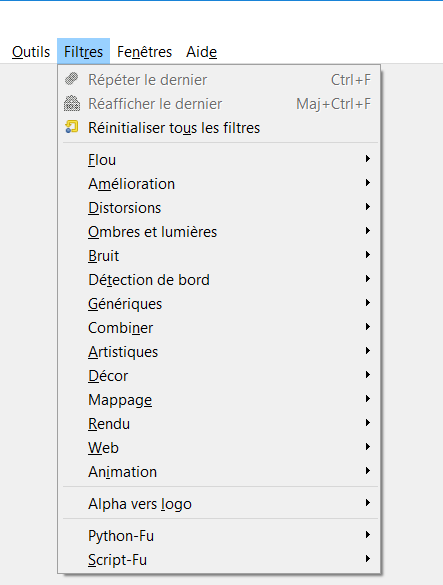 Outils Filtres Fenêtres Aide
Répéter le dernier Ctrl+F
Réafficher le dernier Maj+Ctrl+F
Réinitialiser tous les filtres
Flou
Amélioration
Distorsions
Ombres et lumières
Bruit
Détection de bord
Génériques
Combiner
Artistiques
Décor
Mappage
Rendu
Web
Animation
Alpha vers logo
Python-Fu
Script-Fu